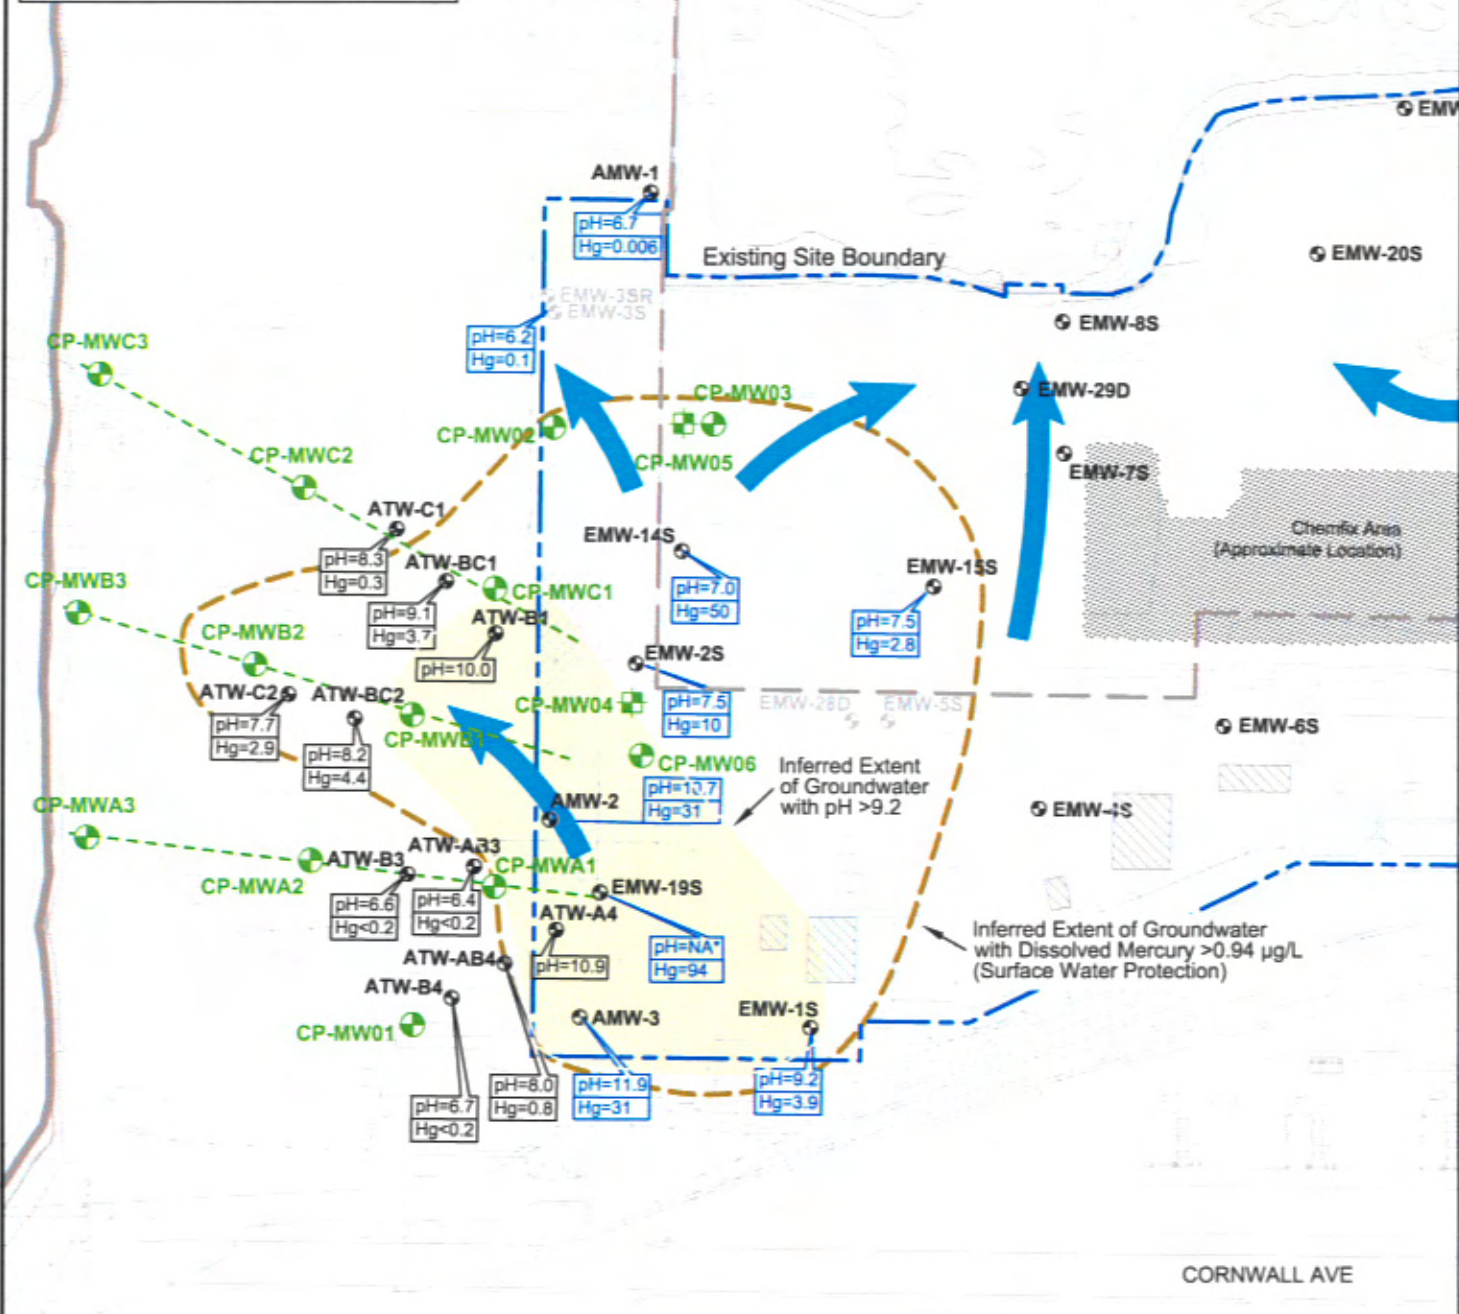 EMW
AMW-1
pH=6.7
Hg=0.006
Existing Site Boundary
EMW-20S
EMW-3SR
EMW-3S
EMW-8S
pH=6.2
Hg=0.1
CP-MWC3
EMW-29D
CP-MW03
CP-MW02
CP-MW05
CP-MWC2
EMW-7S
ATW-C1
Chemfix Area
(Approximate Location)
EMW-14S
pH=8.3
Hg=0.3
ATW-BC1
EMW-15S
CP-MWB3
pH=7.0
Hg=50
CP-MWC1
pH=9.1
Hg=3.7
ATW-B1
pH=7.5
Hg=2.8
CP-MWB2
EMW-2S
pH=10.0
ATW-C2
ATW-BC2
CP-MW04
pH=7.5
Hg=10
EMW-28D
EMW-5S
pH=7.7
Hg=2.9
CP-MWB1
EMW-6S
pH=8.2
Hg=4.4
CP-MW06
Inferred Extent
of Groundwater
with pH >9.2
pH=10.7
Hg=31
CP-MWA3
AMW-2
EMW-4S
ATW-AB3
ATW-B3
CP-MWA1
CP-MWA2
EMW-19S
pH=6.6
Hg<0.2
pH=6.4
Hg<0.2
ATW-A4
Inferred Extent of Groundwater
with Dissolved Mercury >0.94 µg/L
(Surface Water Protection)
pH=NA*
Hg=94
ATW-AB4
pH=10.9
ATW-B4
CP-MW01
AMW-3
EMW-1S
pH=8.0
Hg=0.8
pH=11.9
Hg=31
pH=9.2
Hg=3.9
pH=6.7
Hg<0.2
CORNWALL AVE